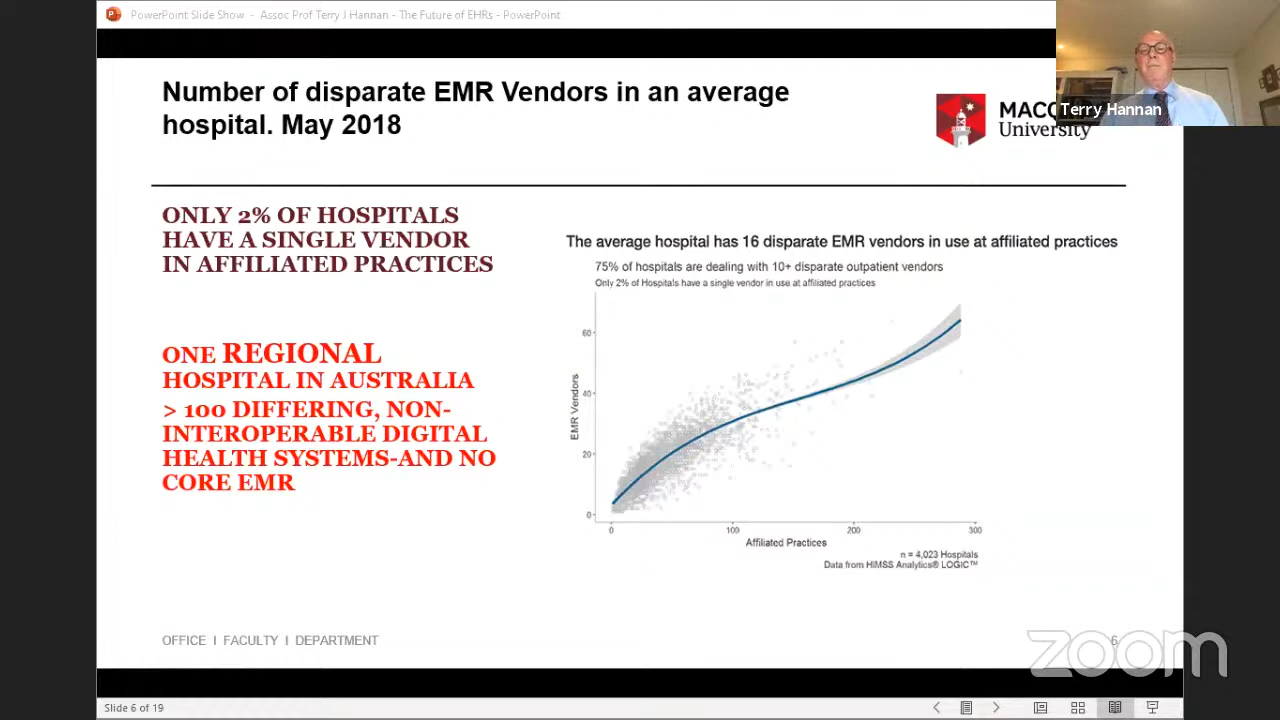 PowerPoint Slide Show - Assoc Prof Terry J Hannan - The Future of EHRs - PowerPoint
Number of disparate EMR Vendors in an average
hospital. May 2018
Terry Hannan
University
ONLY 2% OF HOSPITALS
HAVE A SINGLE VENDOR
IN AFFILIATED PRACTICES
ONE REGIONAL
HOSPITAL IN AUSTRALIA
> 100 DIFFERING, NON-
INTEROPERABLE DIGITAL
HEALTH SYSTEMS-AND NO
CORE EMR
The average hospital has 16 disparate EMR vendors in use at affiliated practices
75% of hospitals are dealing with 10+ disparate outpatient vendors
Only 2% of Hospitals have a single vendor in use at affiliated practices
60
40
20
0
EMR Vendors
0 100 200 300
Affiliated Practices
n = 4,023 Hospitals
Data from HIMSS Analytics® LOGIC™
OFFICE I FACULTY I DEPARTMENT
6
zoom
Slide 6 of 19